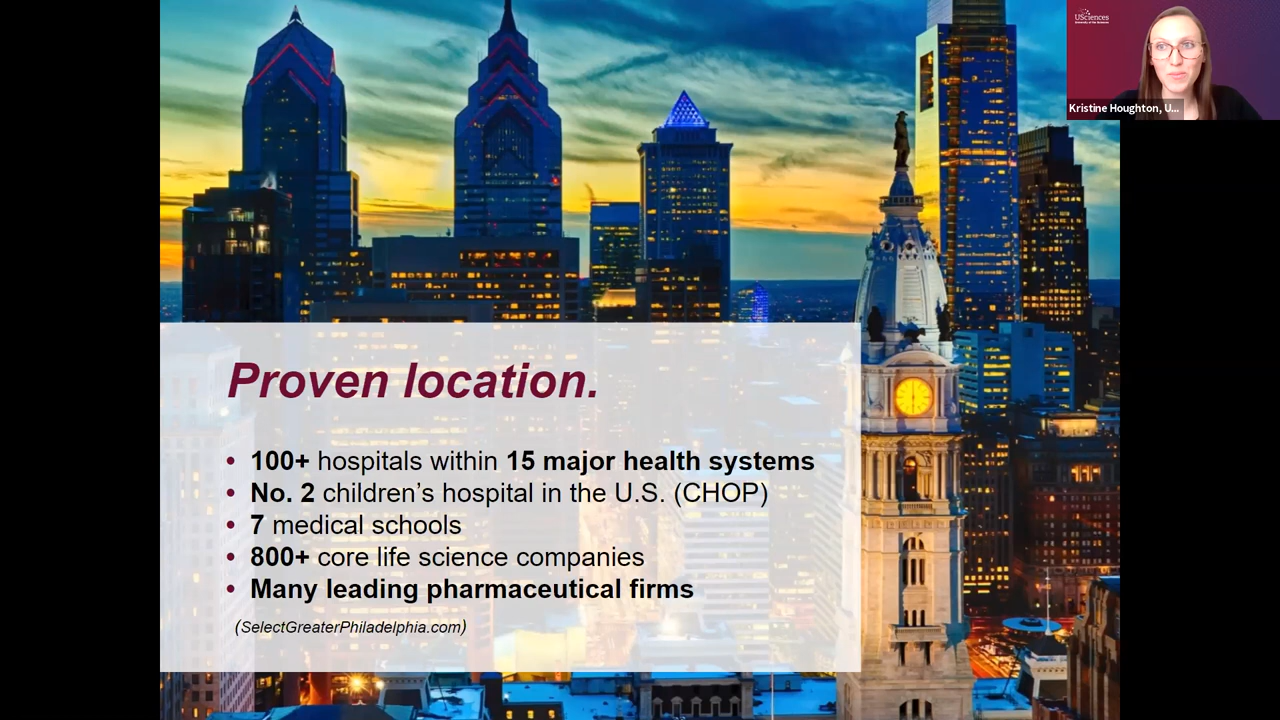 Proven location.
• 100+ hospitals within 15 major health systems
• No. 2 children’s hospital in the U.S. (CHOP)
• 7 medical schools
• 800+ core life science companies
• Many leading pharmaceutical firms
(SelectGreaterPhiladelphia.com)
USciences
Kristine Houghton, U...